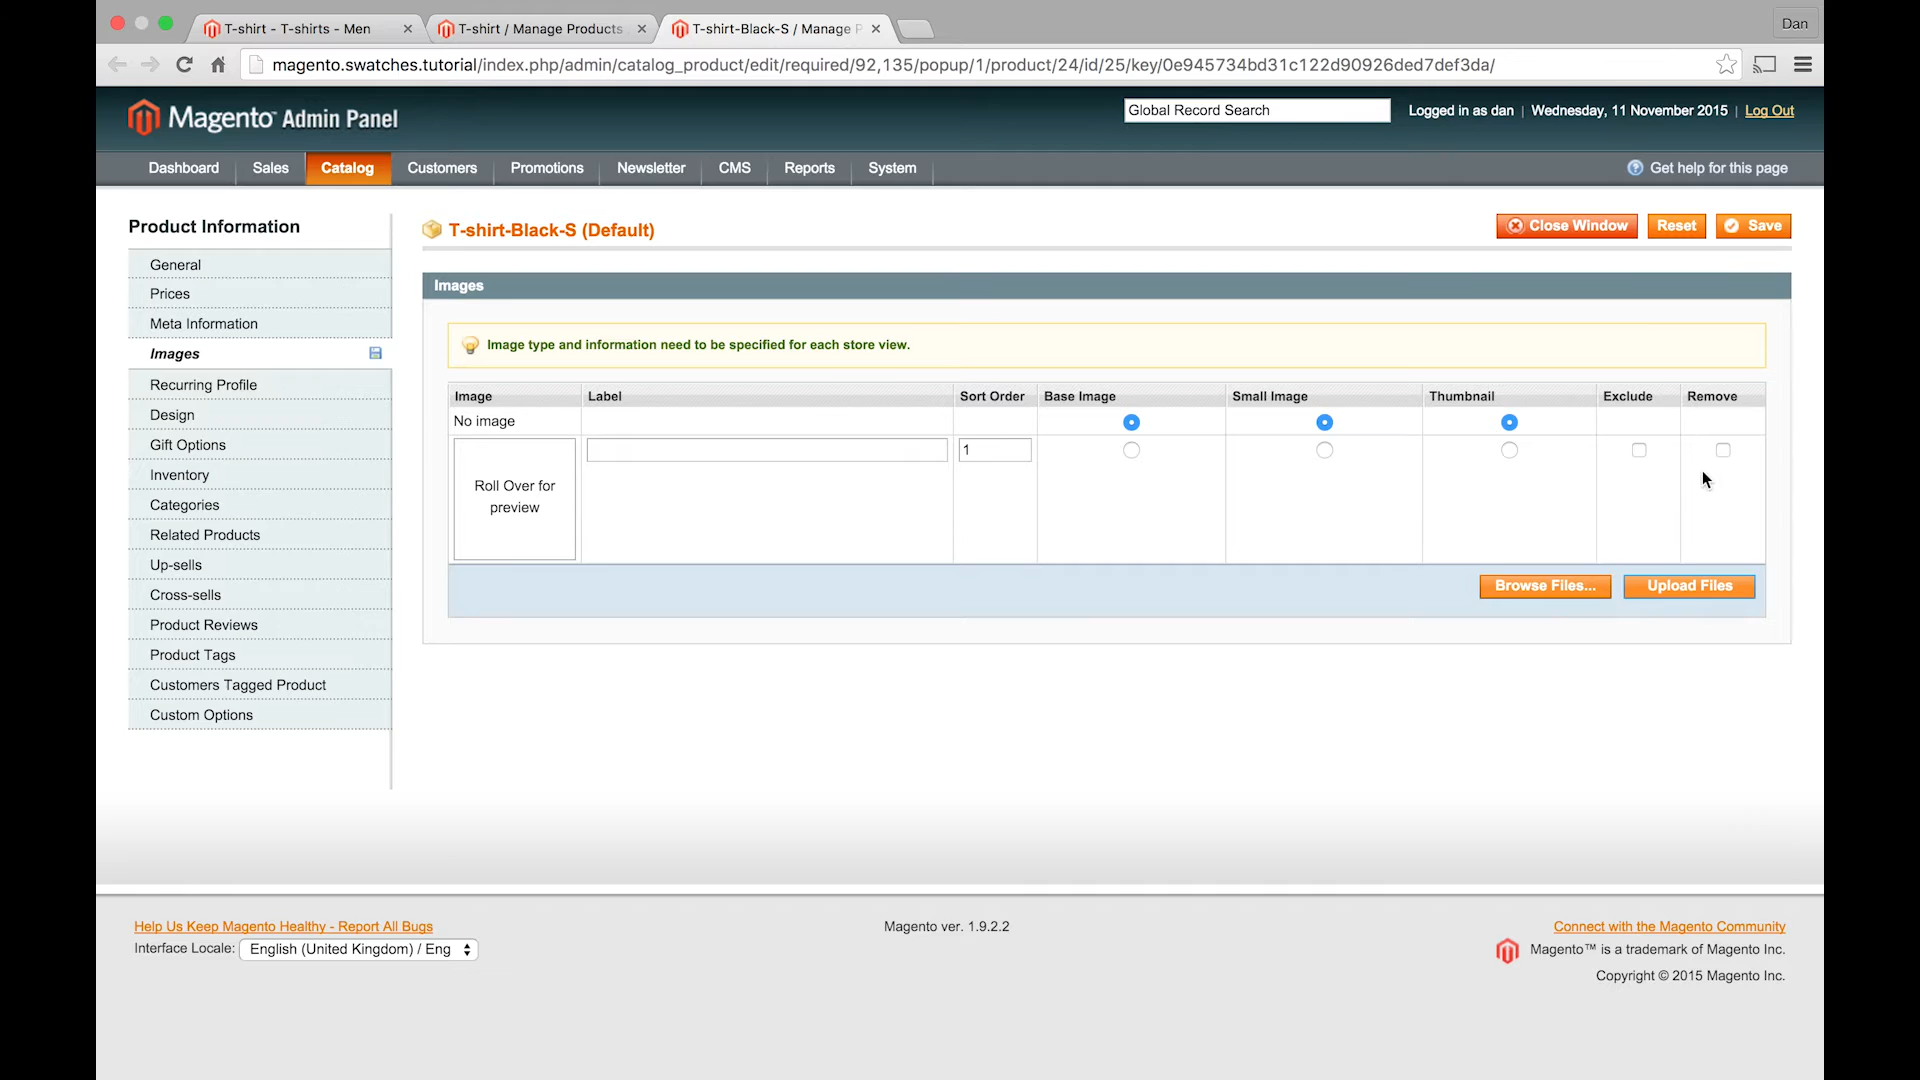 T-shirt - T-shirts - Men
T-shirt / Manage Products
T-shirt-Black-S / Manage P
Dan
magento.swatches.tutorial/index.php/admin/catalog_product/edit/required/92,135/popup/1/product/24/id/25/key/0e945734bd31c122d90926ded7def3da/
Magento™ Admin Panel
Global Record Search
Logged in as dan | Wednesday, 11 November 2015 | Log Out
Dashboard
Sales
Catalog
Customers
Promotions
Newsletter
CMS
Reports
System
Get help for this page
Product Information
General
Prices
Meta Information
Images
Recurring Profile
Design
Gift Options
Inventory
Categories
Related Products
Up-sells
Cross-sells
Product Reviews
Product Tags
Customers Tagged Product
Custom Options
T-shirt-Black-S (Default)
Close Window
Reset
Save
Images
Image type and information need to be specified for each store view.
Image
Label
Sort Order
Base Image
Small Image
Thumbnail
Exclude
Remove
No image
Roll Over for
preview
1
Browse Files...
Upload Files
Help Us Keep Magento Healthy - Report All Bugs
Interface Locale: English (United Kingdom) / Eng
Magento ver. 1.9.2.2
Connect with the Magento Community
Magento™ is a trademark of Magento Inc.
Copyright © 2015 Magento Inc.